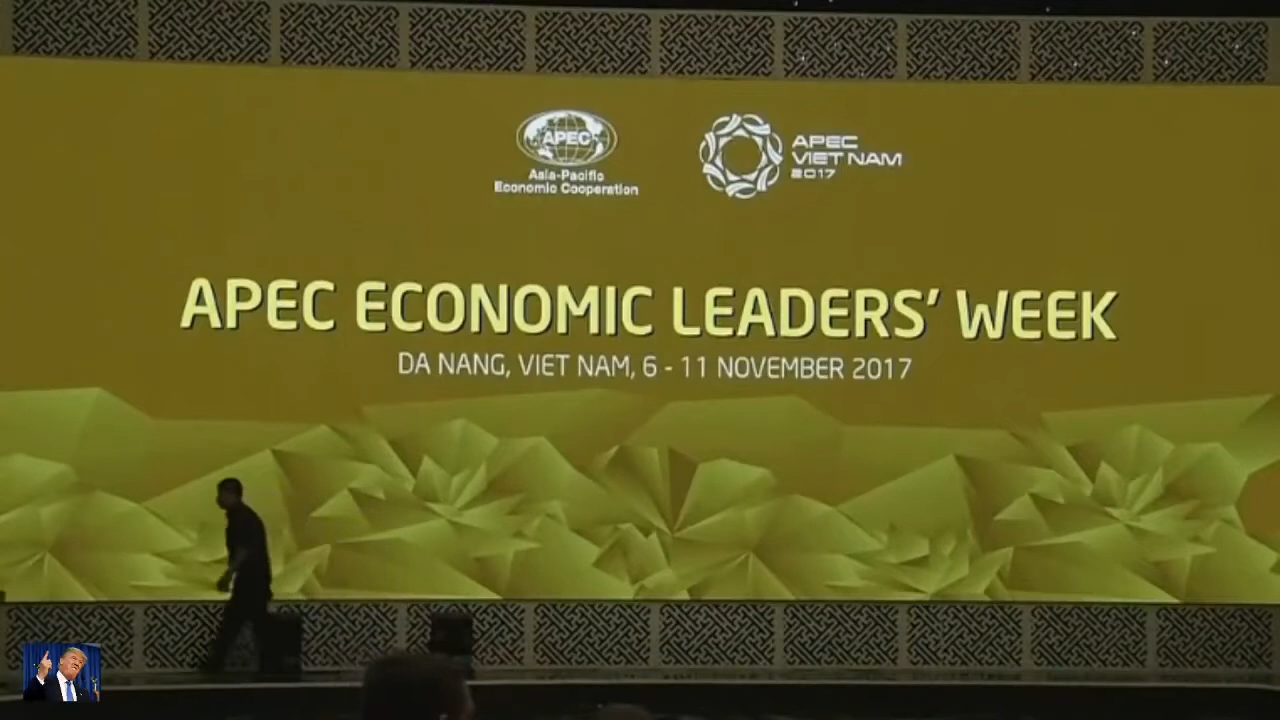 APEC
Asia-Pacific
Economic Cooperation
APEC
VIET NAM
2017
APEC ECONOMIC LEADERS' WEEK
DA NANG, VIET NAM, 6 - 11 NOVEMBER 2017